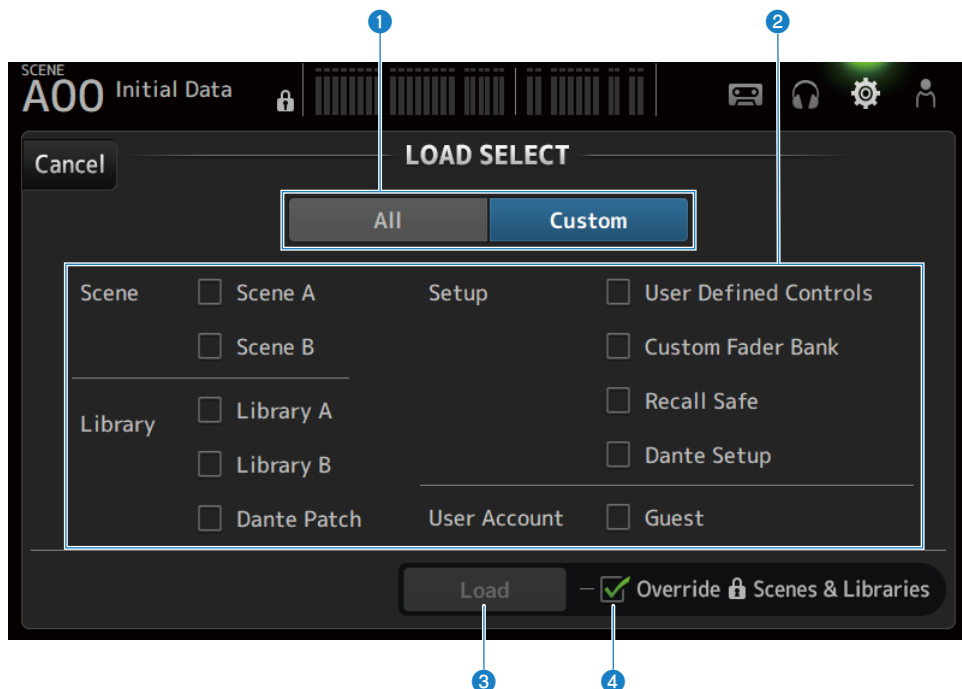 1 2
SCENE
A00 Initial Data
Cancel LOAD SELECT
All Custom
Scene Scene A Setup User Defined Controls
Scene B Custom Fader Bank
Library Library A Recall Safe
Library B Dante Setup
Dante Patch User Account Guest
Load Override Scenes & Libraries
3 4